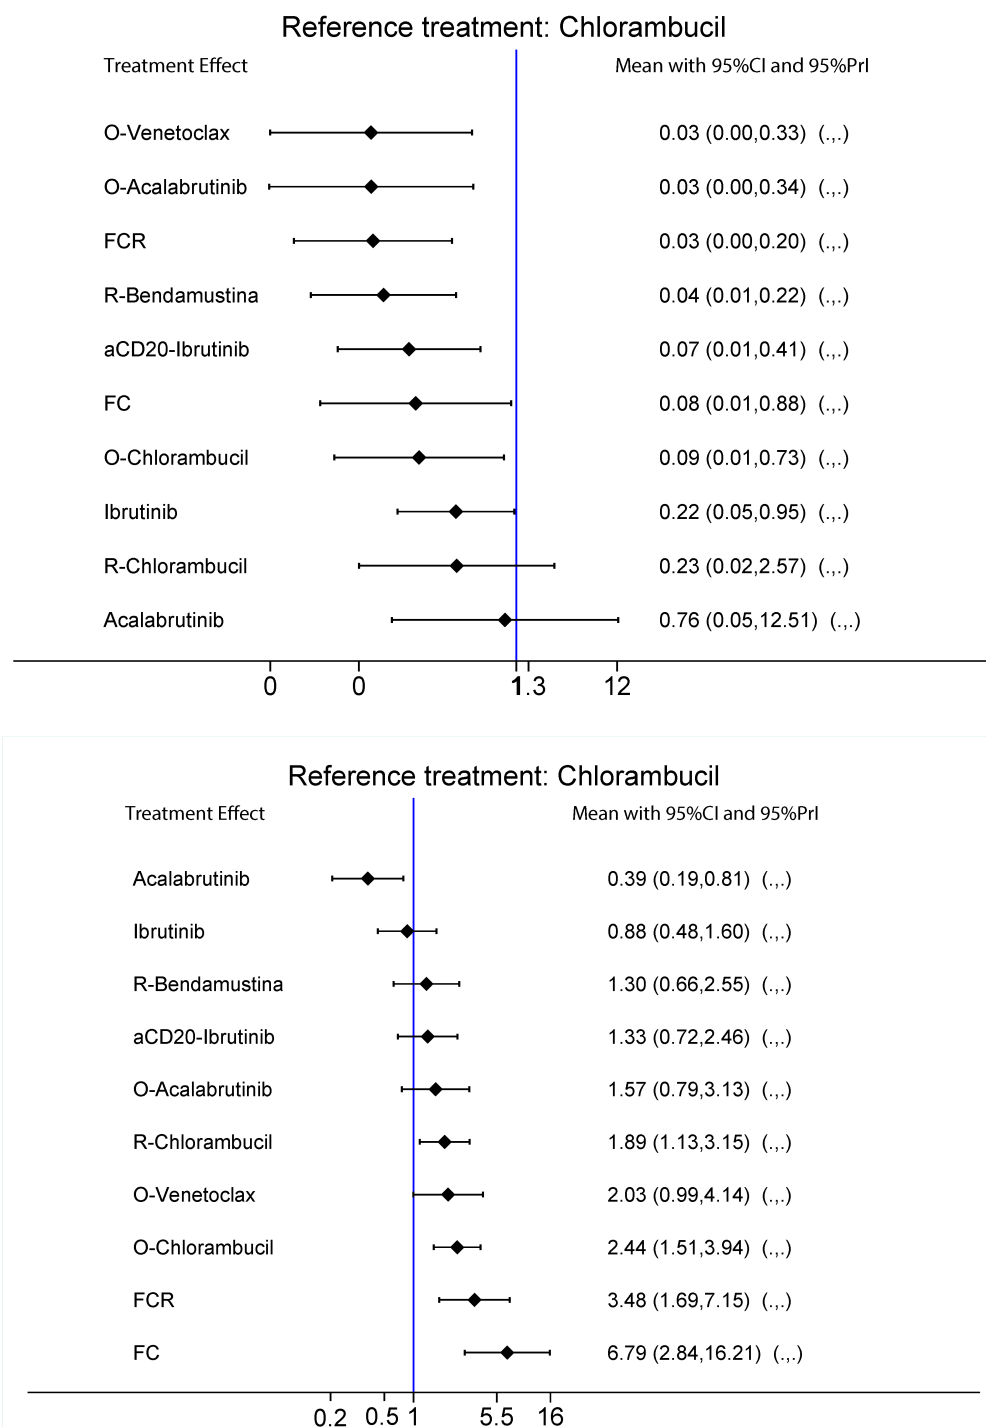 Reference treatment: Chlorambucil
Treatment Effect Mean with 95%CI and 95%PrI
O-Venetoclax 0.03 (0.00,0.33) (.,.)
O-Acalabrutinib 0.03 (0.00,0.34) (.,.)
FCR 0.03 (0.00,0.20) (.,.)
R-Bendamustina 0.04 (0.01,0.22) (.,.)
aCD20-Ibrutinib 0.07 (0.01,0.41) (.,.)
FC 0.08 (0.01,0.88) (.,.)
O-Chlorambucil 0.09 (0.01,0.73) (.,.)
Ibrutinib 0.22 (0.05,0.95) (.,.)
R-Chlorambucil 0.23 (0.02,2.57) (.,.)
Acalabrutinib 0.76 (0.05,12.51) (.,.)
0 0 1 1.3 12
Reference treatment: Chlorambucil
Treatment Effect Mean with 95%CI and 95%PrI
Acalabrutinib 0.39 (0.19,0.81) (.,.)
Ibrutinib 0.88 (0.48,1.60) (.,.)
R-Bendamustina 1.30 (0.66,2.55) (.,.)
aCD20-Ibrutinib 1.33 (0.72,2.46) (.,.)
O-Acalabrutinib 1.57 (0.79,3.13) (.,.)
R-Chlorambucil 1.89 (1.13,3.15) (.,.)
O-Venetoclax 2.03 (0.99,4.14) (.,.)
O-Chlorambucil 2.44 (1.51,3.94) (.,.)
FCR 3.48 (1.69,7.15) (.,.)
FC 6.79 (2.84,16.21) (.,.)
0.2 0.5 1 5.5 16